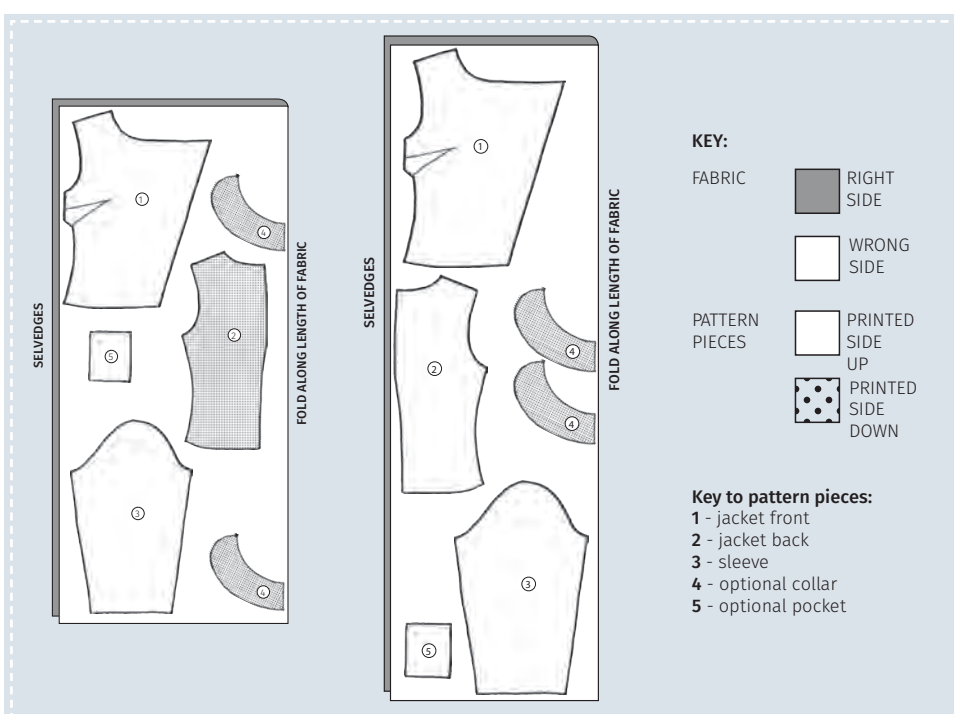 SELVEDGES
1
4
2
5
3
4
FOLD ALONG LENGTH OF FABRIC
SELVEDGES
1
2
4
4
3
5
FOLD ALONG LENGTH OF FABRIC
KEY:
FABRIC
RIGHT
SIDE
WRONG
SIDE
PATTERN
PIECES
PRINTED
SIDE
UP
PRINTED
SIDE
DOWN
Key to pattern pieces:
1 - jacket front
2 - jacket back
3 - sleeve
4 - optional collar
5 - optional pocket